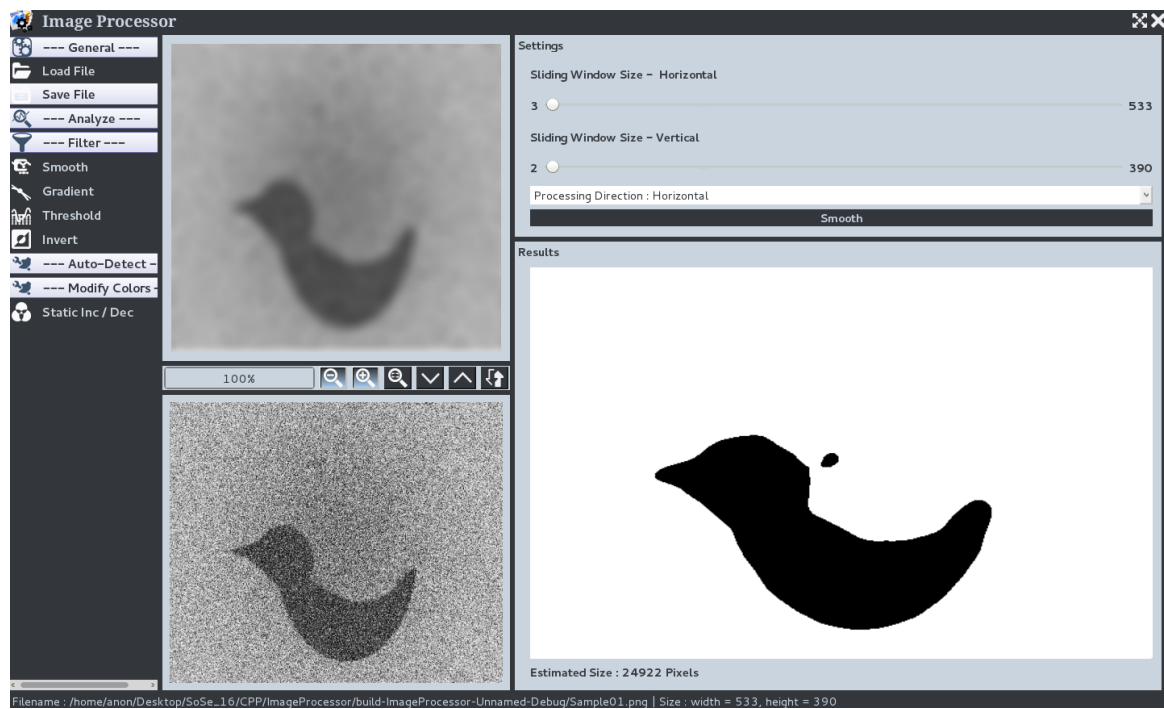 Image Processor
--- General ---
Load File
Save File
--- Analyze ---
--- Filter ---
Smooth
Gradient
Threshold
Invert
--- Auto-Detect -
--- Modify Colors -
Static Inc / Dec
100%
Settings
Sliding Window Size - Horizontal
3 533
Sliding Window Size - Vertical
2 390
Processing Direction : Horizontal
Smooth
Results
Estimated Size : 24922 Pixels
Filename : /home/anon/Desktop/SoSe_16/CPP/ImageProcessor/build-ImageProcessor-Unnamed-Debug/Sample01.png | Size : width = 533, height = 390